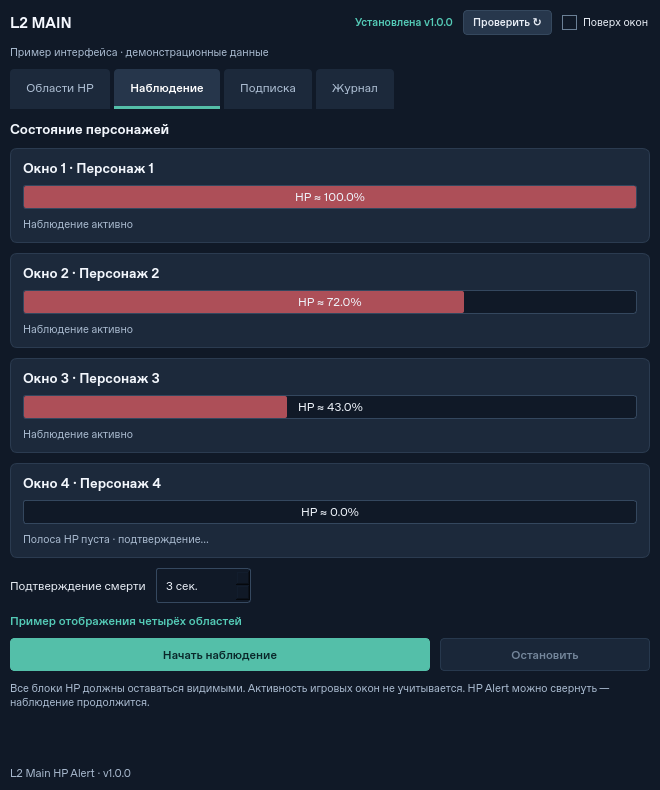 L2 MAIN
Установлена v1.0.0
Проверить ↻
Поверх окон
Пример интерфейса · демонстрационные данные
Области HP
Наблюдение
Подписка
Журнал
Состояние персонажей
Окно 1 · Персонаж 1
HP ≈ 100.0%
Наблюдение активно
Окно 2 · Персонаж 2
HP ≈ 72.0%
Наблюдение активно
Окно 3 · Персонаж 3
HP ≈ 43.0%
Наблюдение активно
Окно 4 · Персонаж 4
HP ≈ 0.0%
Полоса HP пуста · подтверждение...
Подтверждение смерти
3 сек.
Пример отображения четырёх областей
Начать наблюдение
Остановить
Все блоки HP должны оставаться видимыми. Активность игровых окон не учитывается. HP Alert можно свернуть —
наблюдение продолжится.
L2 Main HP Alert · v1.0.0